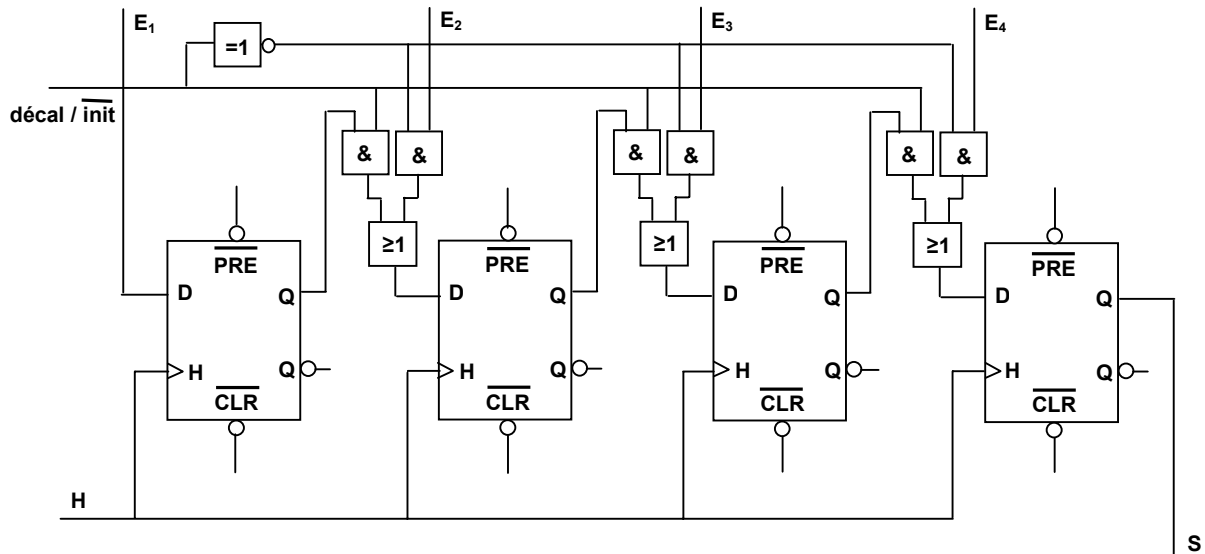 E₁ E₂ E₃ E₄
=1
décal / init
& & & & & &
≥1 ≥1 ≥1
PRE PRE PRE PRE
D Q D Q D Q D Q
H Q H Q H Q H Q
CLR CLR CLR CLR
H
S